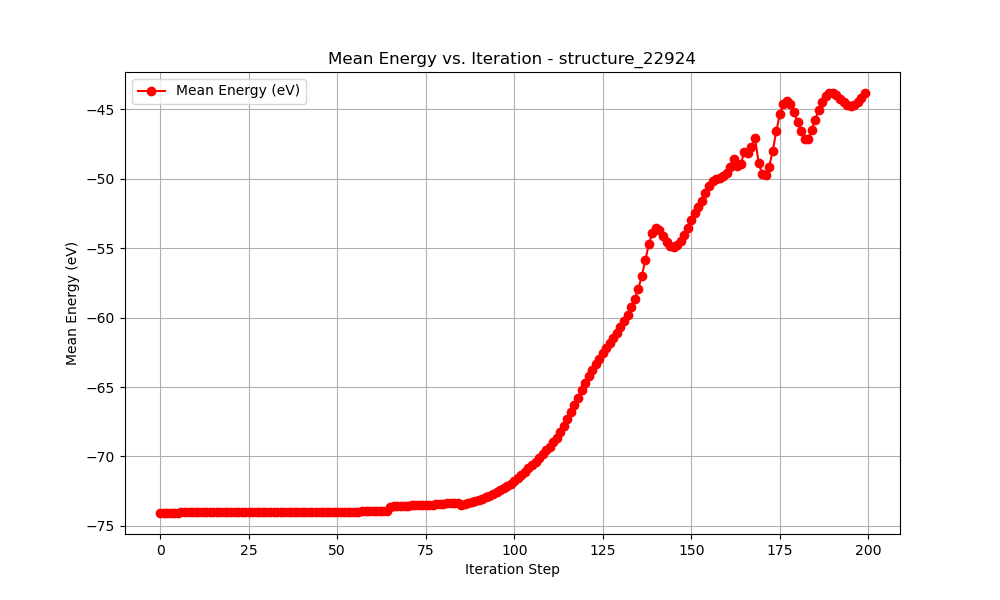 Mean Energy vs. Iteration - structure_22924
Mean Energy (eV)
Mean Energy (eV)
−45
−50
−55
−60
−65
−70
−75
0 25 50 75 100 125 150 175 200
Iteration Step